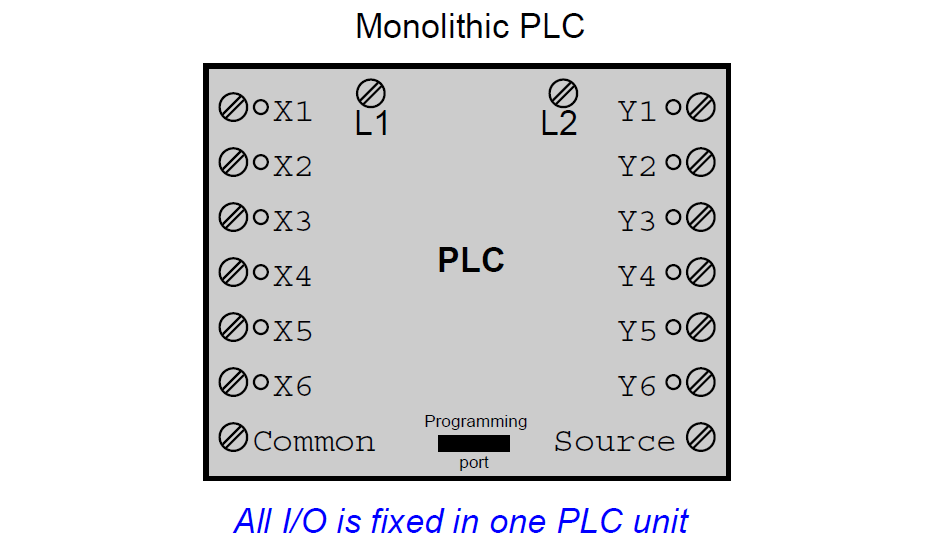 Monolithic PLC
X1 L1 L2 Y1
X2 Y2
X3 Y3
PLC
X4 Y4
X5 Y5
X6 Y6
Programming
Common Source
port
All I/O is fixed in one PLC unit